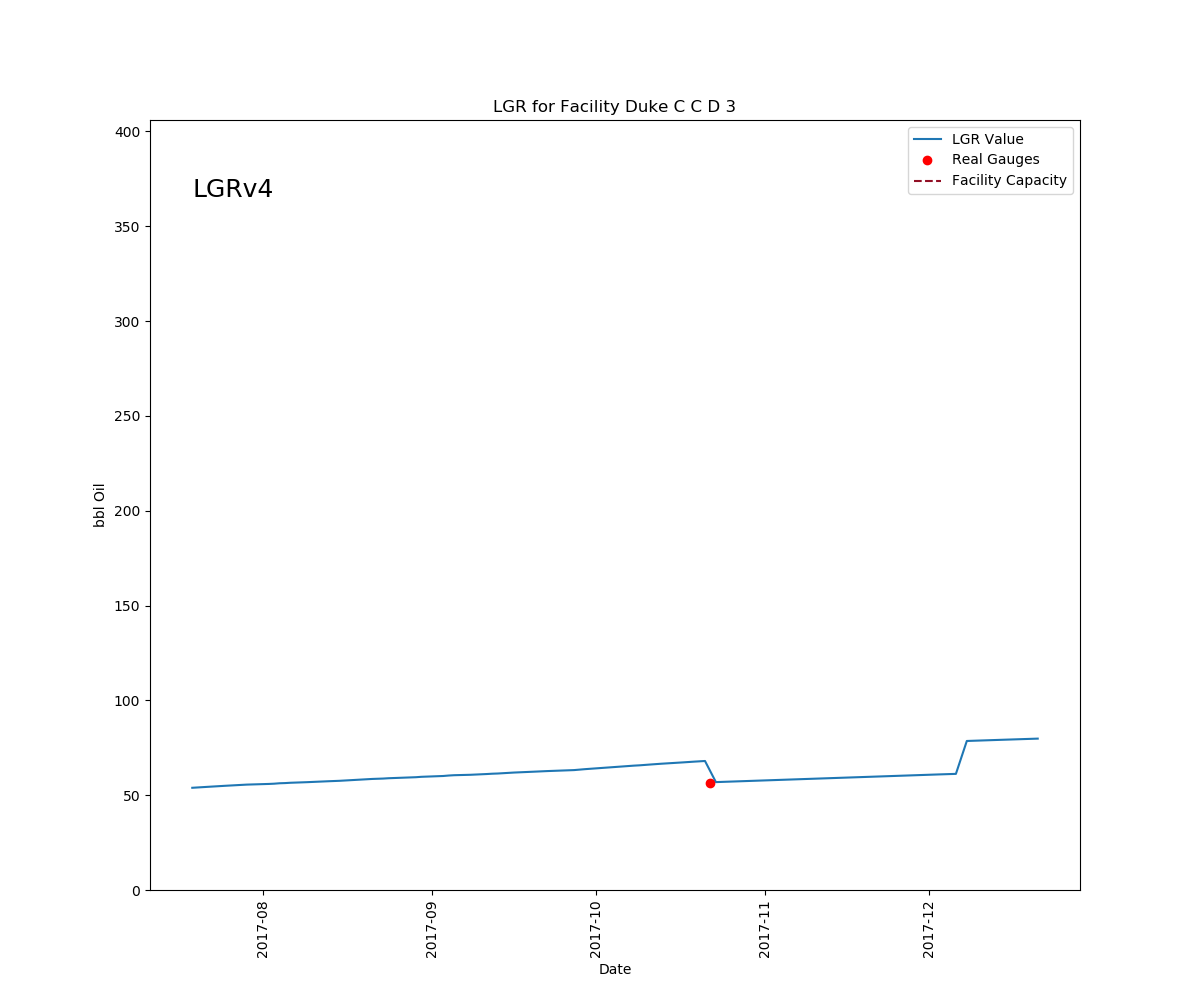 LGR for Facility Duke C C D 3
LGRv4
LGR Value
Real Gauges
Facility Capacity
400
350
300
250
200
150
100
50
0
bbl Oil
2017-08
2017-09
2017-10
2017-11
2017-12
Date